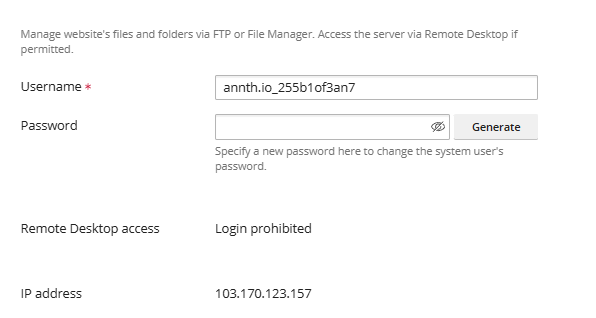 Manage website's files and folders via FTP or File Manager. Access the server via Remote Desktop if
permitted.
Username *
annth.io_255b1of3an7
Password
Generate
Specify a new password here to change the system user's
password.
Remote Desktop access
Login prohibited
IP address
103.170.123.157